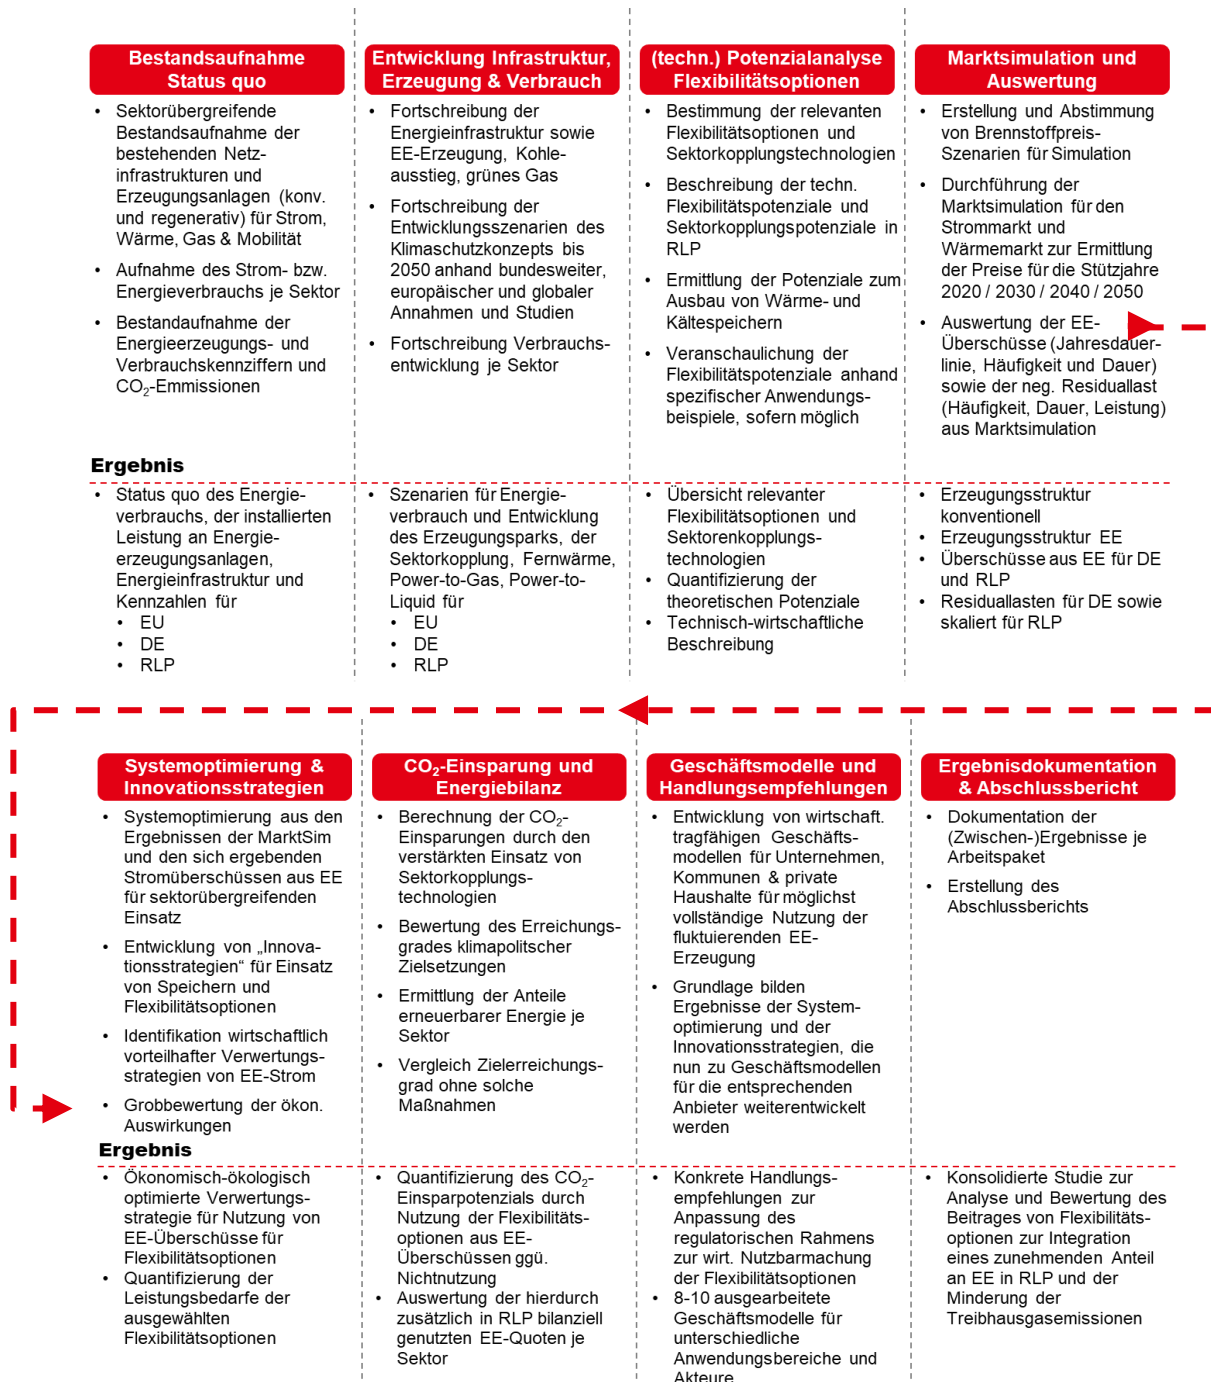 Bestandsaufnahme
Status quo
• Sektorübergreifende
Bestandsaufnahme der
bestehenden Netz-
infrastrukturen und
Erzeugungsanlagen (konv.
und regenerativ) für Strom,
Wärme, Gas & Mobilität
• Aufnahme des Strom- bzw.
Energieverbrauchs je Sektor
• Bestandaufnahme der
Energieerzeugungs- und
Verbrauchskennziffern und
CO₂-Emmissionen
Entwicklung Infrastruktur,
Erzeugung & Verbrauch
• Fortschreibung der
Energieinfrastruktur sowie
EE-Erzeugung, Kohle-
ausstieg, grünes Gas
• Fortschreibung der
Entwicklungsszenarien des
Klimaschutzkonzepts bis
2050 anhand bundesweiter,
europäischer und globaler
Annahmen und Studien
• Fortschreibung Verbrauchs-
entwicklung je Sektor
(techn.) Potenzialanalyse
Flexibilitätsoptionen
• Bestimmung der relevanten
Flexibilitätsoptionen und
Sektorkopplungstechnologien
• Beschreibung der techn.
Flexibilitätspotenziale und
Sektorkopplungspotenziale in
RLP
• Ermittlung der Potenziale zum
Ausbau von Wärme- und
Kältespeichern
• Veranschaulichung der
Flexibilitätspotenziale anhand
spezifischer Anwendungs-
beispiele, sofern möglich
Marktsimulation und
Auswertung
• Erstellung und Abstimmung
von Brennstoffpreis-
Szenarien für Simulation
• Durchführung der
Marktsimulation für den
Strommarkt und
Wärmemarkt zur Ermittlung
der Preise für die Stützjahre
2020 / 2030 / 2040 / 2050
• Auswertung der EE-
Überschüsse (Jahresdauer-
linie, Häufigkeit und Dauer)
sowie der neg. Residuallast
(Häufigkeit, Dauer, Leistung)
aus Marktsimulation
Ergebnis
• Status quo des Energie-
verbrauchs, der installierten
Leistung an Energie-
erzeugungsanlagen,
Energieinfrastruktur und
Kennzahlen für
• EU
• DE
• RLP
• Szenarien für Energie-
verbrauch und Entwicklung
des Erzeugungsparks, der
Sektorkopplung, Fernwärme,
Power-to-Gas, Power-to-
Liquid für
• EU
• DE
• RLP
• Übersicht relevanter
Flexibilitätsoptionen und
Sektorenkopplungs-
technologien
• Quantifizierung der
theoretischen Potenziale
• Technisch-wirtschaftliche
Beschreibung
• Erzeugungsstruktur
konventionell
• Erzeugungsstruktur EE
• Überschüsse aus EE für DE
und RLP
• Residuallasten für DE sowie
skaliert für RLP
Systemoptimierung &
Innovationsstrategien
• Systemoptimierung aus den
Ergebnissen der MarktSim
und den sich ergebenden
Stromüberschüssen aus EE
für sektorübergreifenden
Einsatz
• Entwicklung von „Innova-
tionsstrategien“ für Einsatz
von Speichern und
Flexibilitätsoptionen
• Identifikation wirtschaftlich
vorteilhafter Verwertungs-
strategien von EE-Strom
• Grobbewertung der ökon.
Auswirkungen
CO₂-Einsparung und
Energiebilanz
• Berechnung der CO₂-
Einsparungen durch den
verstärkten Einsatz von
Sektorkopplungs-
technologien
• Bewertung des Erreichungs-
grades klimapolitscher
Zielsetzungen
• Ermittlung der Anteile
erneuerbarer Energie je
Sektor
• Vergleich Zielerreichungs-
grad ohne solche
Maßnahmen
Geschäftsmodelle und
Handlungsempfehlungen
• Entwicklung von wirtschaft.
tragfähigen Geschäfts-
modellen für Unternehmen,
Kommunen & private
Haushalte für möglichst
vollständige Nutzung der
fluktuierenden EE-
Erzeugung
• Grundlage bilden
Ergebnisse der System-
optimierung und der
Innovationsstrategien, die
nun zu Geschäftsmodellen
für die entsprechenden
Anbieter weiterentwickelt
werden
Ergebnisdokumentation
& Abschlussbericht
• Dokumentation der
(Zwischen-)Ergebnisse je
Arbeitspaket
• Erstellung des
Abschlussberichts
Ergebnis
• Ökonomisch-ökologisch
optimierte Verwertungs-
strategie für Nutzung von
EE-Überschüsse für
Flexibilitätsoptionen
• Quantifizierung der
Leistungsbedarfe der
ausgewählten
Flexibilitätsoptionen
• Quantifizierung des CO₂-
Einsparpotenzials durch
Nutzung der Flexibilitäts-
optionen aus EE-
Überschüssen ggü.
Nichtnutzung
• Auswertung der hierdurch
zusätzlich in RLP bilanziell
genutzten EE-Quoten je
Sektor
• Konkrete Handlungs-
empfehlungen zur
Anpassung des
regulatorischen Rahmens
zur wirt. Nutzbarmachung
der Flexibilitätsoptionen
• 8-10 ausgearbeitete
Geschäftsmodelle für
unterschiedliche
Anwendungsbereiche und
Akteure
• Konsolidierte Studie zur
Analyse und Bewertung des
Beitrages von Flexibilitäts-
optionen zur Integration
eines zunehmenden Anteil
an EE in RLP und der
Minderung der
Treibhausgasemissionen